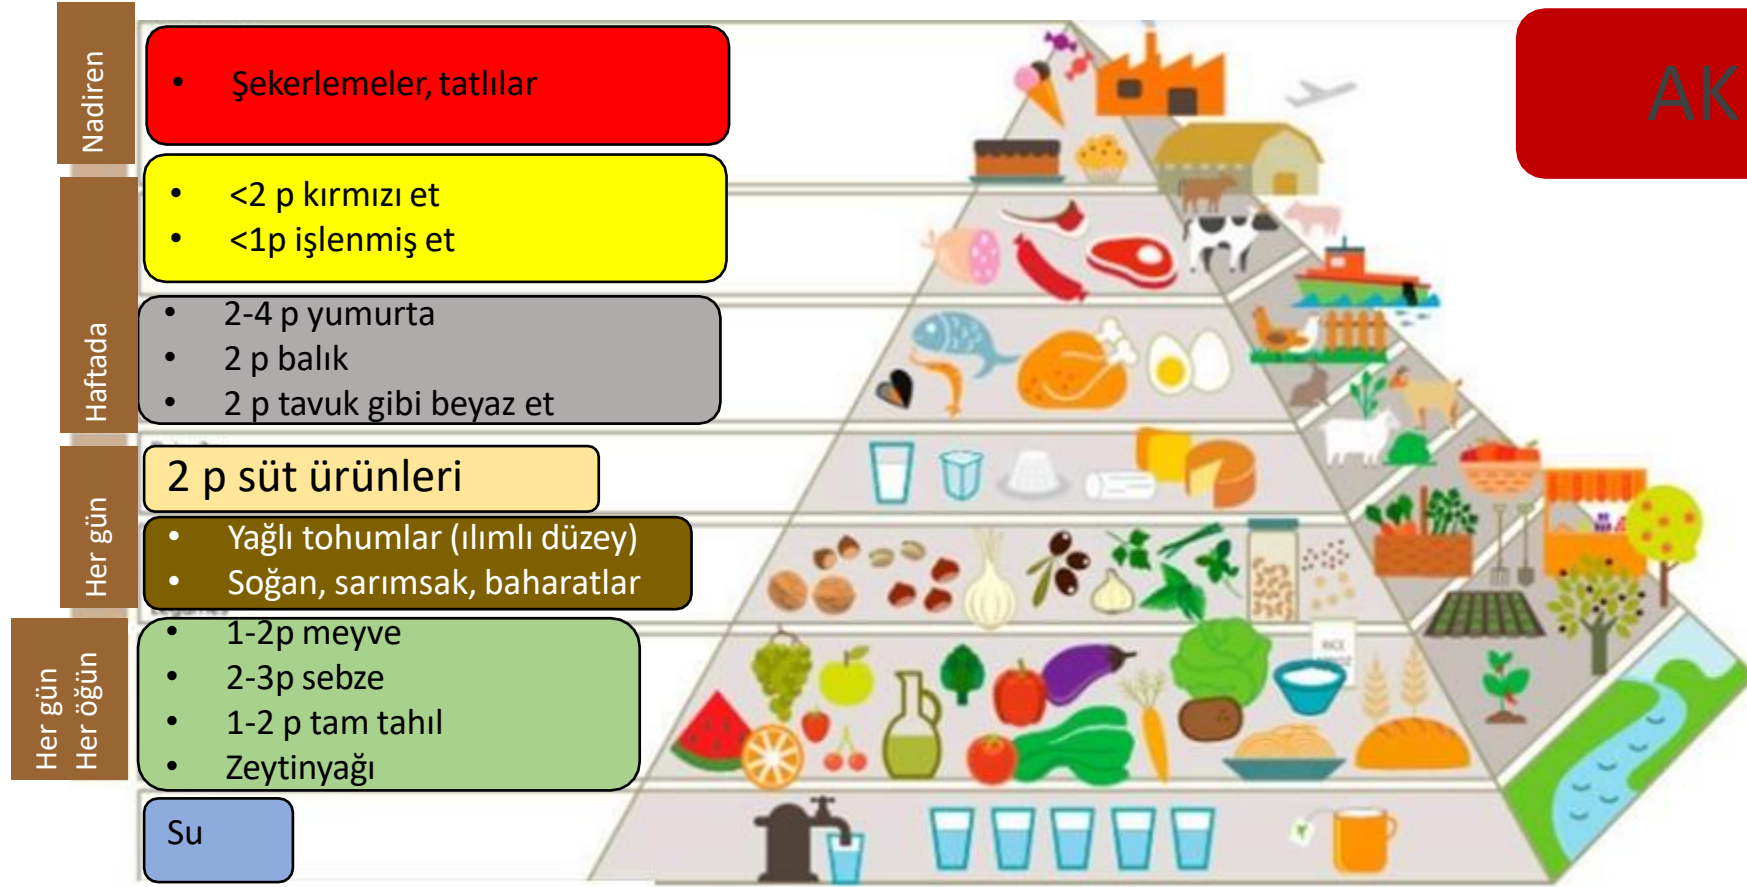 Nadiren
Şekerlemeler, tatlılar
AK
Haftada
<2 p kırmızı et
<1p işlenmiş et
2-4 p yumurta
2 p balık
2 p tavuk gibi beyaz et
Her gün
2 p süt ürünleri
Yağlı tohumlar (ılımlı düzey)
Soğan, sarımsak, baharatlar
Her gün
Her öğün
1-2p meyve
2-3p sebze
1-2 p tam tahıl
Zeytinyağı
RICE
Su